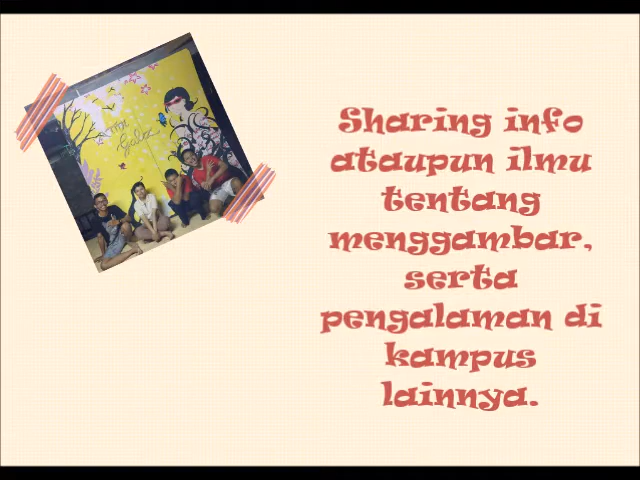 Sharing info
ataupun ilmu
tentang
menggambar,
serta
pengalaman di
kampus
lainnya.